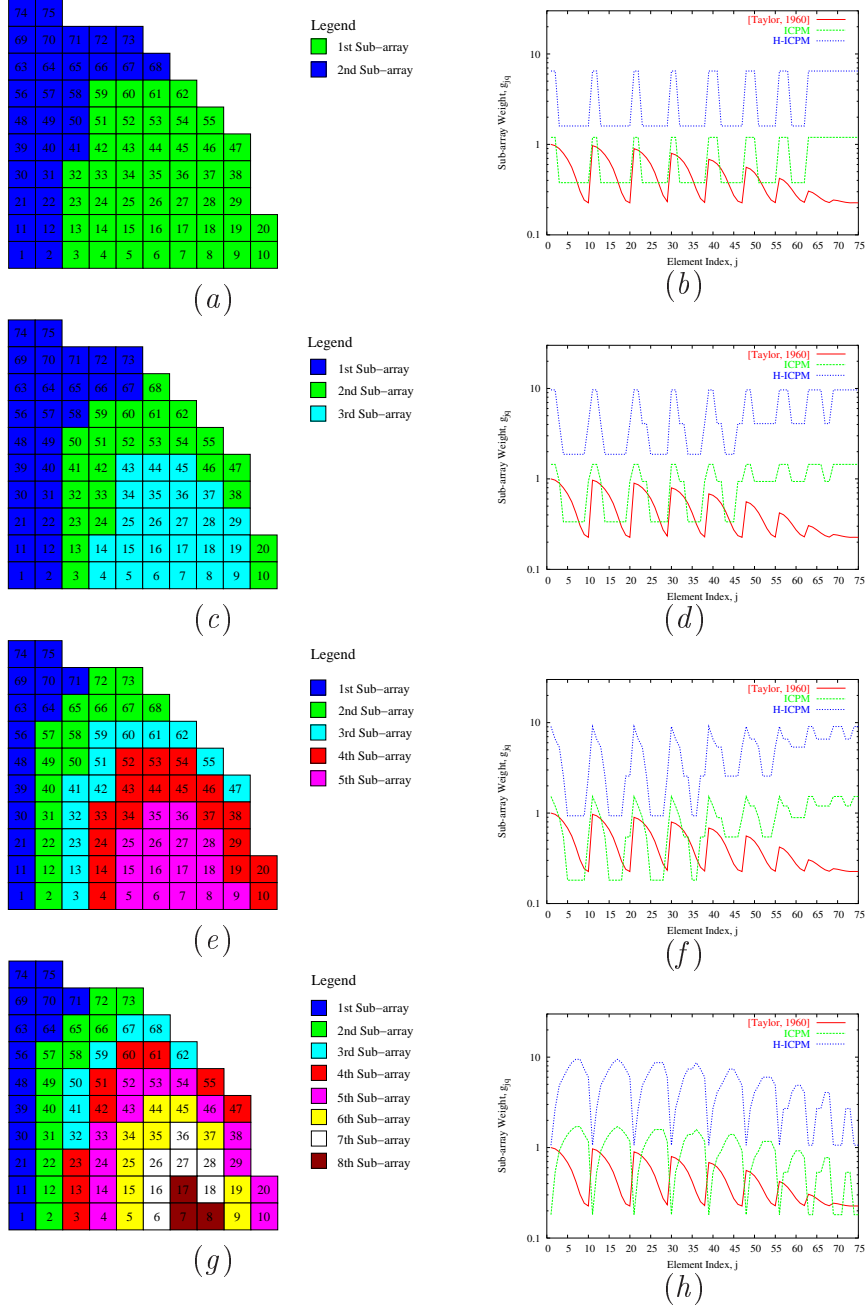 74 75
69 70 71 72 73
63 64 65 66 67 68
56 57 58 59 60 61 62
48 49 50 51 52 53 54 55
39 40 41 42 43 44 45 46 47
30 31 32 33 34 35 36 37 38
21 22 23 24 25 26 27 28 29
11 12 13 14 15 16 17 18 19 20
1 2 3 4 5 6 7 8 9 10
Legend
1st Sub-array
2nd Sub-array
(a)
[Taylor, 1960]
ICPM
H-ICPM
Sub-array Weight, gjq
10
1
0.1
0 5 10 15 20 25 30 35 40 45 50 55 60 65 70 75
Element Index, j
(b)
74 75
69 70 71 72 73
63 64 65 66 67 68
56 57 58 59 60 61 62
48 49 50 51 52 53 54 55
39 40 41 42 43 44 45 46 47
30 31 32 33 34 35 36 37 38
21 22 23 24 25 26 27 28 29
11 12 13 14 15 16 17 18 19 20
1 2 3 4 5 6 7 8 9 10
Legend
1st Sub-array
2nd Sub-array
3rd Sub-array
(c)
[Taylor, 1960]
ICPM
H-ICPM
Sub-array Weight, gjq
10
1
0.1
0 5 10 15 20 25 30 35 40 45 50 55 60 65 70 75
Element Index, j
(d)
74 75
69 70 71 72 73
63 64 65 66 67 68
56 57 58 59 60 61 62
48 49 50 51 52 53 54 55
39 40 41 42 43 44 45 46 47
30 31 32 33 34 35 36 37 38
21 22 23 24 25 26 27 28 29
11 12 13 14 15 16 17 18 19 20
1 2 3 4 5 6 7 8 9 10
Legend
1st Sub-array
2nd Sub-array
3rd Sub-array
4th Sub-array
5th Sub-array
(e)
[Taylor, 1960]
ICPM
H-ICPM
Sub-array Weight, gjq
10
1
0.1
0 5 10 15 20 25 30 35 40 45 50 55 60 65 70 75
Element Index, j
(f)
74 75
69 70 71 72 73
63 64 65 66 67 68
56 57 58 59 60 61 62
48 49 50 51 52 53 54 55
39 40 41 42 43 44 45 46 47
30 31 32 33 34 35 36 37 38
21 22 23 24 25 26 27 28 29
11 12 13 14 15 16 17 18 19 20
1 2 3 4 5 6 7 8 9 10
Legend
1st Sub-array
2nd Sub-array
3rd Sub-array
4th Sub-array
5th Sub-array
6th Sub-array
7th Sub-array
8th Sub-array
(g)
[Taylor, 1960]
ICPM
H-ICPM
Sub-array Weight, gjq
10
1
0.1
0 5 10 15 20 25 30 35 40 45 50 55 60 65 70 75
Element Index, j
(h)